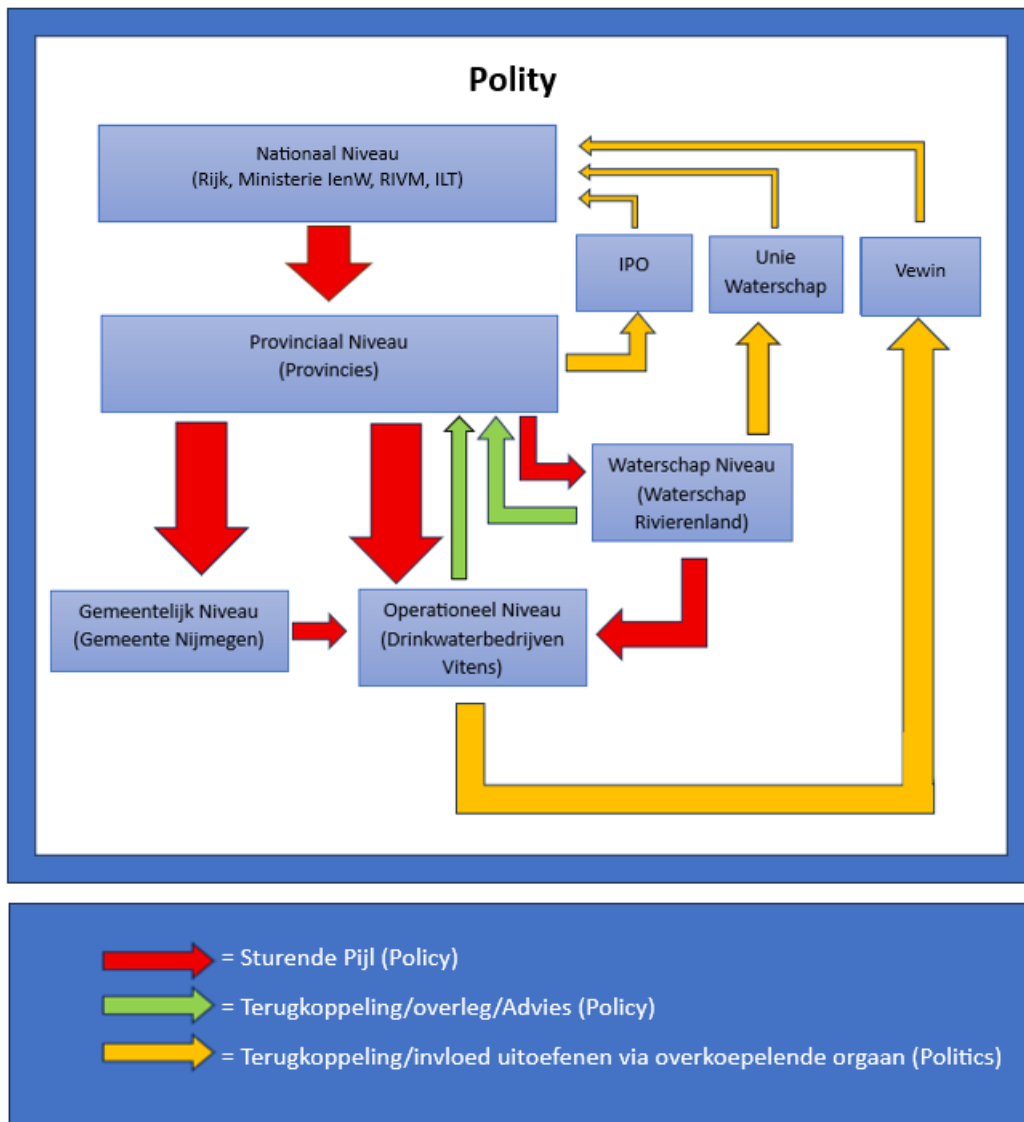 Polity
Nationaal Niveau
(Rijk, Ministerie IenW, RIVM, ILT)
IPO
Unie
Waterschap
Vewin
Provinciaal Niveau
(Provincies)
Waterschap Niveau
(Waterschap
Rivierenland)
Gemeentelijk Niveau
(Gemeente Nijmegen)
Operationeel Niveau
(Drinkwaterbedrijven
Vitens)
= Sturende Pijl (Policy)
= Terugkoppeling/overleg/Advies (Policy)
= Terugkoppeling/invloed uitoefenen via overkoepelende orgaan (Politics)